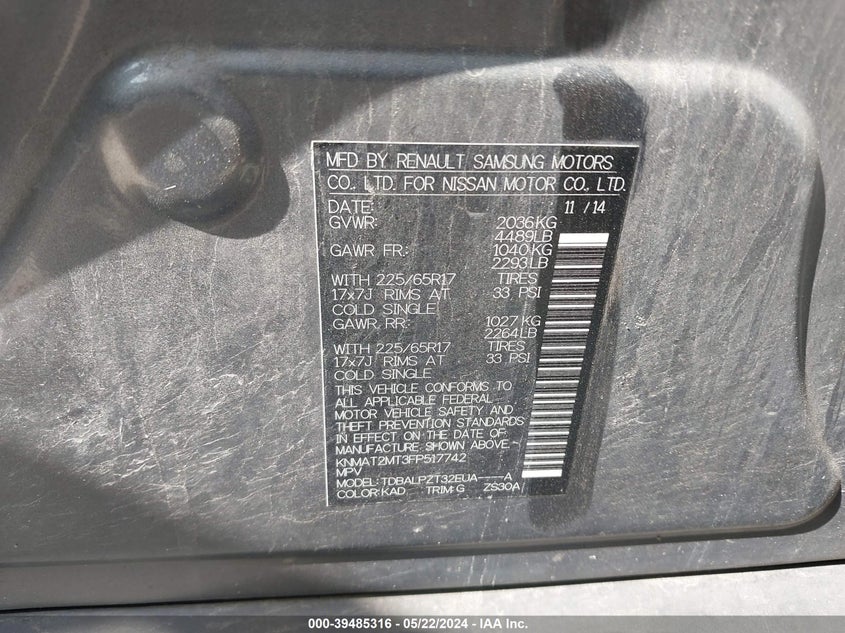 MFD BY RENAULT SAMSUNG MOTORS
CO., LTD. FOR NISSAN MOTOR CO., LTD.
DATE: 11 / 14
GVWR: 2036KG
4489LB
GAWR FR: 1040KG
2293LB
WITH 225/65R17 TIRES
17x7J RIMS AT 33 PSI
COLD SINGLE
GAWR. RR: 1027 KG
2264LB
WITH 225/65R17 TIRES
17x7J RIMS AT 33 PSI
COLD SINGLE
THIS VEHICLE CONFORMS TO
ALL APPLICABLE FEDERAL
MOTOR VEHICLE SAFETY AND
THEFT PREVENTION STANDARDS
IN EFFECT ON THE DATE OF
MANUFACTURE SHOWN ABOVE.
KNMAT2MT3FP517742
MPV
MODEL: TDBALPZT32EUA----A
COLOR: KAD TRIM: G ZS30A
000-39485316 - 05/22/2024 - IAA Inc.